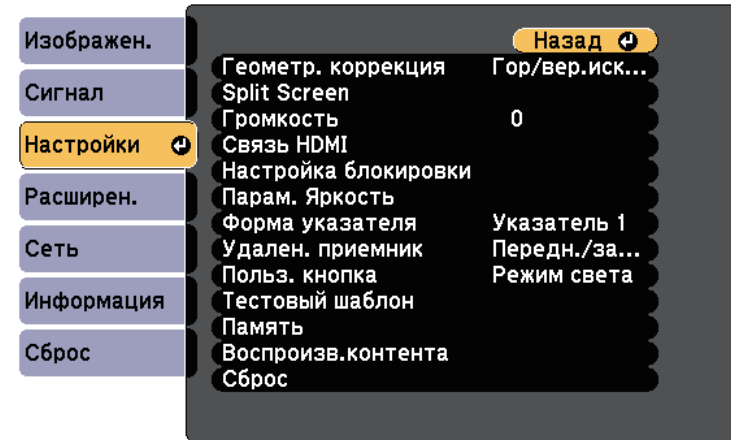 Изображен.
Сигнал
Настройки
Расширен.
Сеть
Информация
Сброс
Назад
Геометр. коррекция Гор/вер.иск...
Split Screen
Громкость 0
Связь HDMI
Настройка блокировки
Парам. Яркость
Форма указателя Указатель 1
Удален. приемник Передн./за...
Польз. кнопка Режим света
Тестовый шаблон
Память
Воспроизв.контента
Сброс